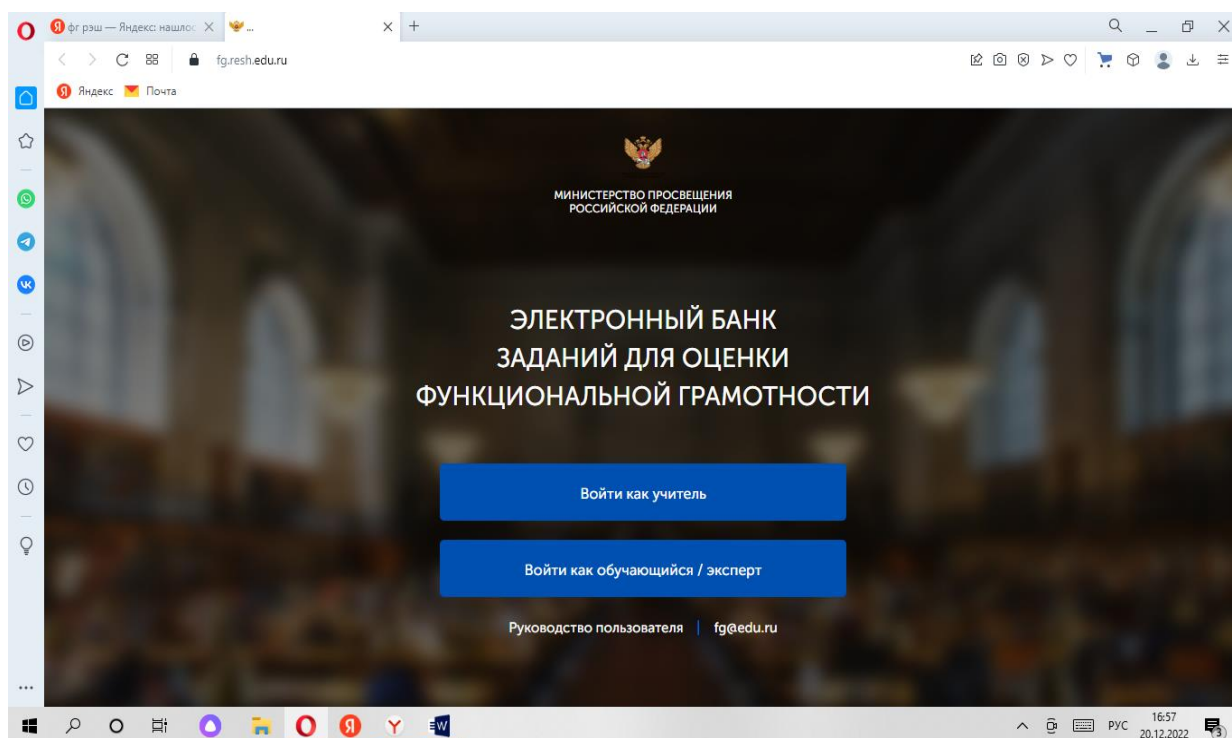 фг рэш — Яндекс: нашлос
...
fg.resh.edu.ru
Яндекс Почта
МИНИСТЕРСТВО ПРОСВЕЩЕНИЯ
РОССИЙСКОЙ ФЕДЕРАЦИИ
ЭЛЕКТРОННЫЙ БАНК
ЗАДАНИЙ ДЛЯ ОЦЕНКИ
ФУНКЦИОНАЛЬНОЙ ГРАМОТНОСТИ
Войти как учитель
Войти как обучающийся / эксперт
Руководство пользователя | fg@edu.ru
РУС
16:57
20.12.2022
3